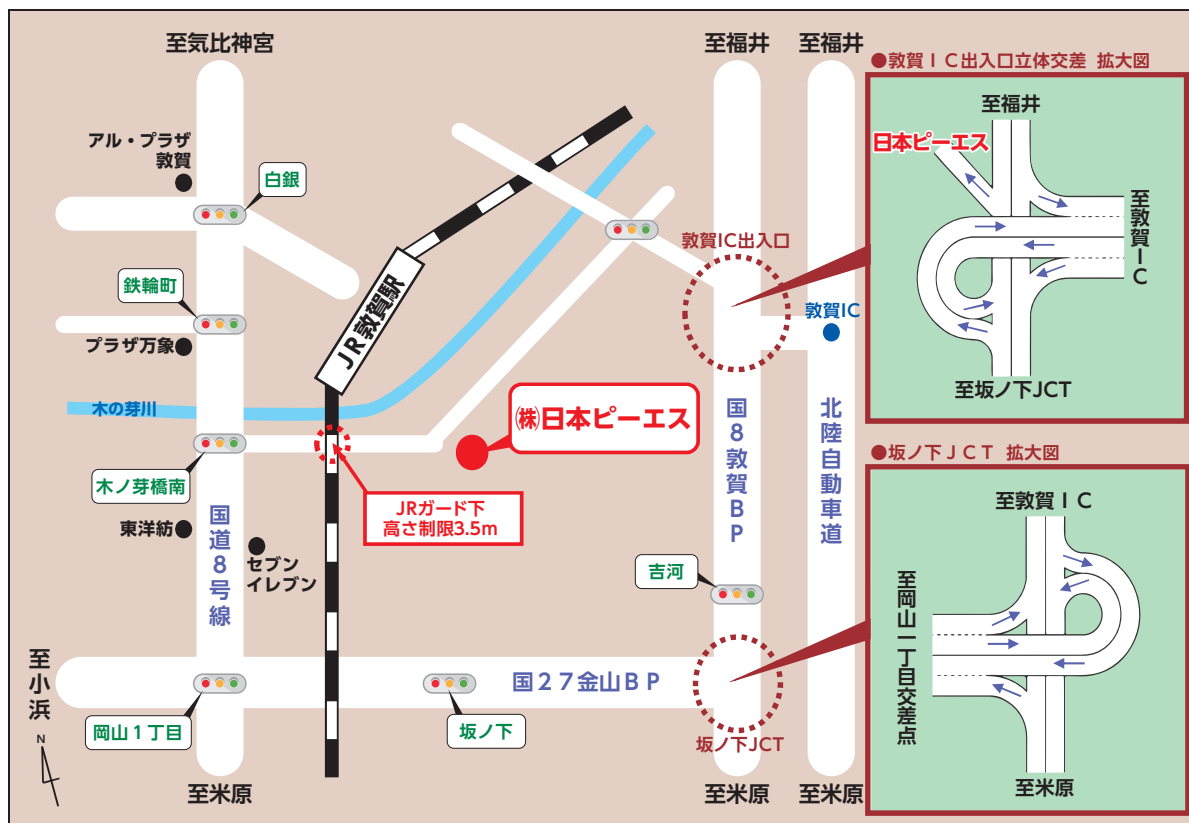 至気比神宮
至福井
至福井
●敦賀ＩＣ出入口立体交差 拡大図
至福井
日本ピーエス
至敦賀ＩＣ
至坂ノ下JCT
アル・プラザ
敦賀
白銀
敦賀IC出入口
鉄輪町
JR敦賀駅
敦賀IC
プラザ万象
木の芽川
㈱日本ピーエス
国８敦賀ＢＰ
北陸自動車道
●坂ノ下ＪＣＴ 拡大図
至敦賀ＩＣ
至岡山一丁目交差点
至米原
木ノ芽橋南
JRガード下
高さ制限3.5m
東洋紡
国道８号線
セブン
イレブン
吉河
至小浜
N
国２７金山ＢＰ
岡山１丁目
坂ノ下
坂ノ下JCT
至米原
至米原
至米原